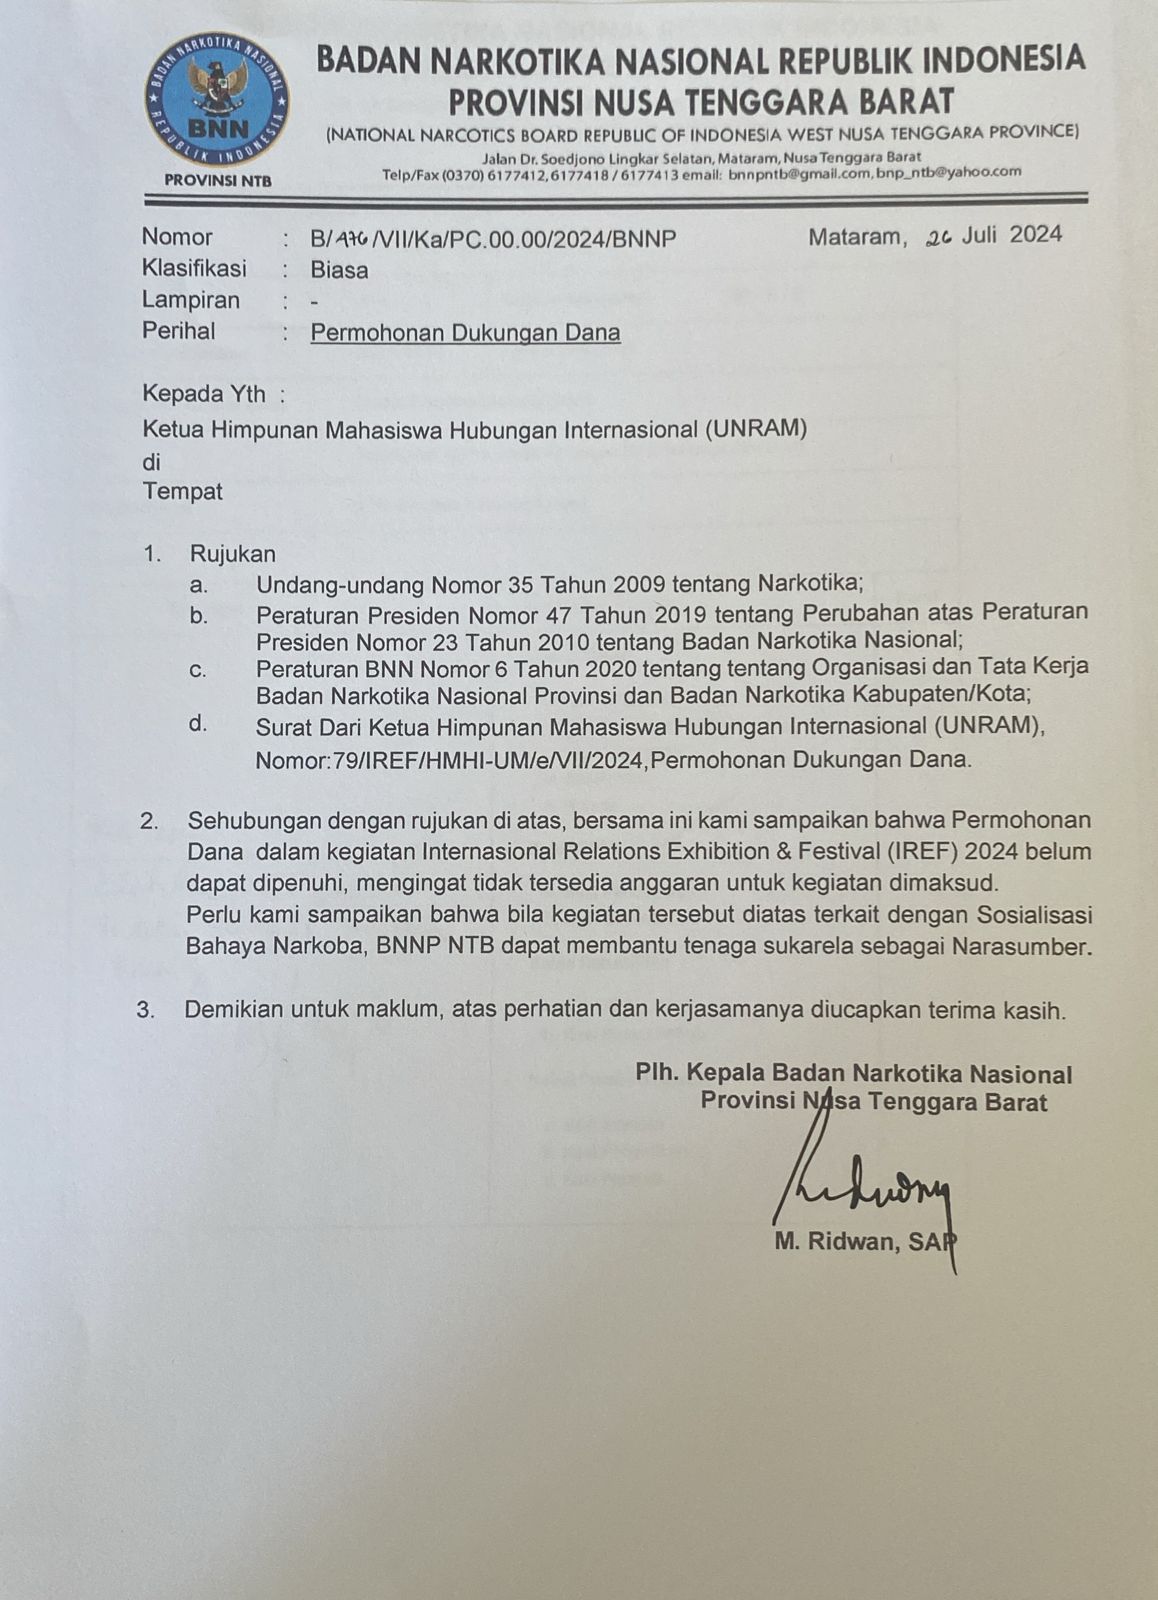 BADAN NARKOTIKA NASIONAL
REPUBLIK INDONESIA
BNN
PROVINSI NTB
BADAN NARKOTIKA NASIONAL REPUBLIK INDONESIA
PROVINSI NUSA TENGGARA BARAT
(NATIONAL NARCOTICS BOARD REPUBLIC OF INDONESIA WEST NUSA TENGGARA PROVINCE)
Jalan Dr. Soedjono Lingkar Selatan, Mataram, Nusa Tenggara Barat
Telp/Fax (0370) 6177412, 6177418 / 6177413 email: bnnpntb@gmail.com, bnp_ntb@yahoo.com
Nomor : B/ /VII/Ka/PC.00.00/2024/BNNP Mataram, 26 Juli 2024
Klasifikasi : Biasa
Lampiran : -
Perihal : Permohonan Dukungan Dana
Kepada Yth :
Ketua Himpunan Mahasiswa Hubungan Internasional (UNRAM)
di
Tempat
1. Rujukan
a. Undang-undang Nomor 35 Tahun 2009 tentang Narkotika;
b. Peraturan Presiden Nomor 47 Tahun 2019 tentang Perubahan atas Peraturan
Presiden Nomor 23 Tahun 2010 tentang Badan Narkotika Nasional;
c. Peraturan BNN Nomor 6 Tahun 2020 tentang tentang Organisasi dan Tata Kerja
Badan Narkotika Nasional Provinsi dan Badan Narkotika Kabupaten/Kota;
d. Surat Dari Ketua Himpunan Mahasiswa Hubungan Internasional (UNRAM),
Nomor:79/IREF/HMHI-UM/e/VII/2024,Permohonan Dukungan Dana.
2. Sehubungan dengan rujukan di atas, bersama ini kami sampaikan bahwa Permohonan
Dana dalam kegiatan Internasional Relations Exhibition & Festival (IREF) 2024 belum
dapat dipenuhi, mengingat tidak tersedia anggaran untuk kegiatan dimaksud.
Perlu kami sampaikan bahwa bila kegiatan tersebut diatas terkait dengan Sosialisasi
Bahaya Narkoba, BNNP NTB dapat membantu tenaga sukarela sebagai Narasumber.
3. Demikian untuk maklum, atas perhatian dan kerjasamanya diucapkan terima kasih.
Plh. Kepala Badan Narkotika Nasional
Provinsi Nusa Tenggara Barat
M. Ridwan, SAP